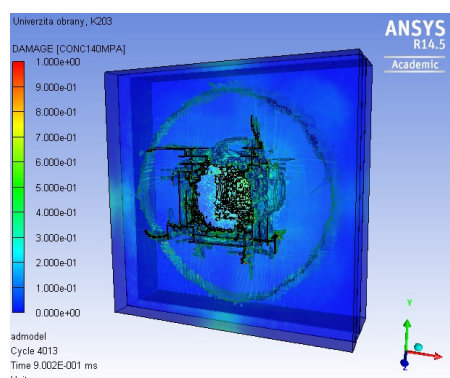 Univerzita obrany, K203
ANSYS
R14.5
Academic
DAMAGE [CONC140MPA]
1.000e+00
9.000e-01
8.000e-01
7.000e-01
6.000e-01
5.000e-01
4.000e-01
3.000e-01
2.000e-01
1.000e-01
0.000e+00
admodel
Cycle 4013
Time 9.002E-001 ms
Y
Z